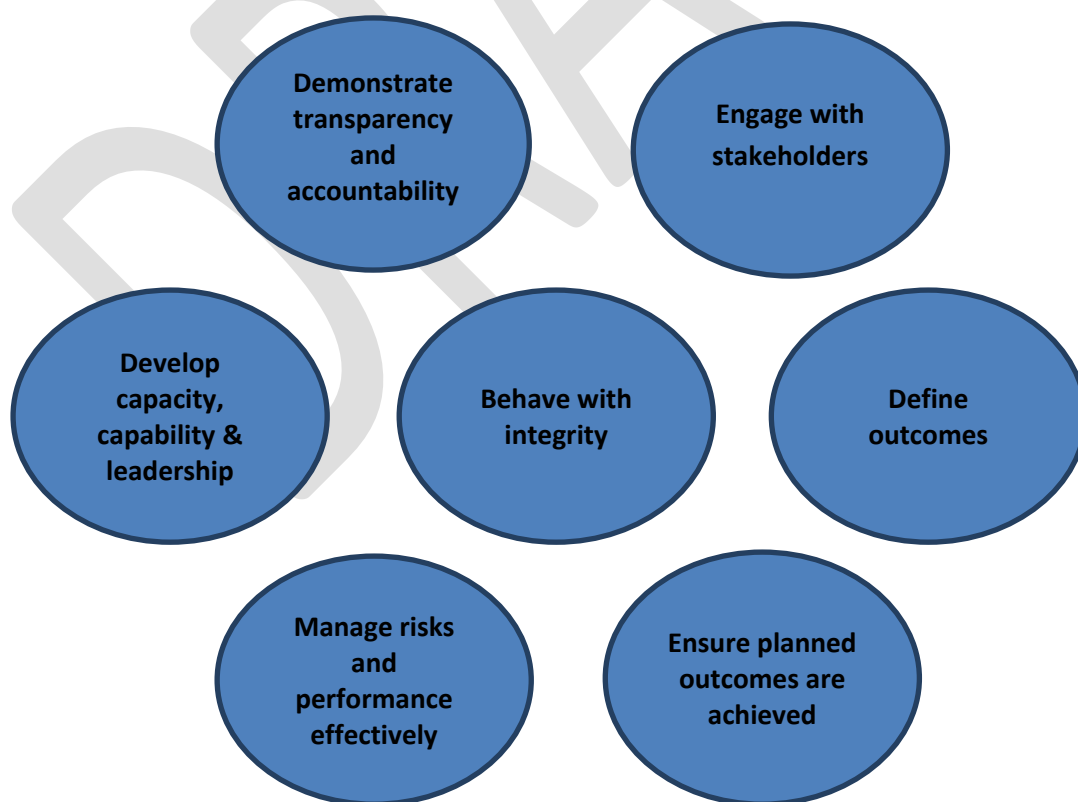 Demonstrate
transparency
and
accountability
Engage with
stakeholders
Develop
capacity,
capability &
leadership
Behave with
integrity
Define
outcomes
Manage risks
and
performance
effectively
Ensure planned
outcomes are
achieved